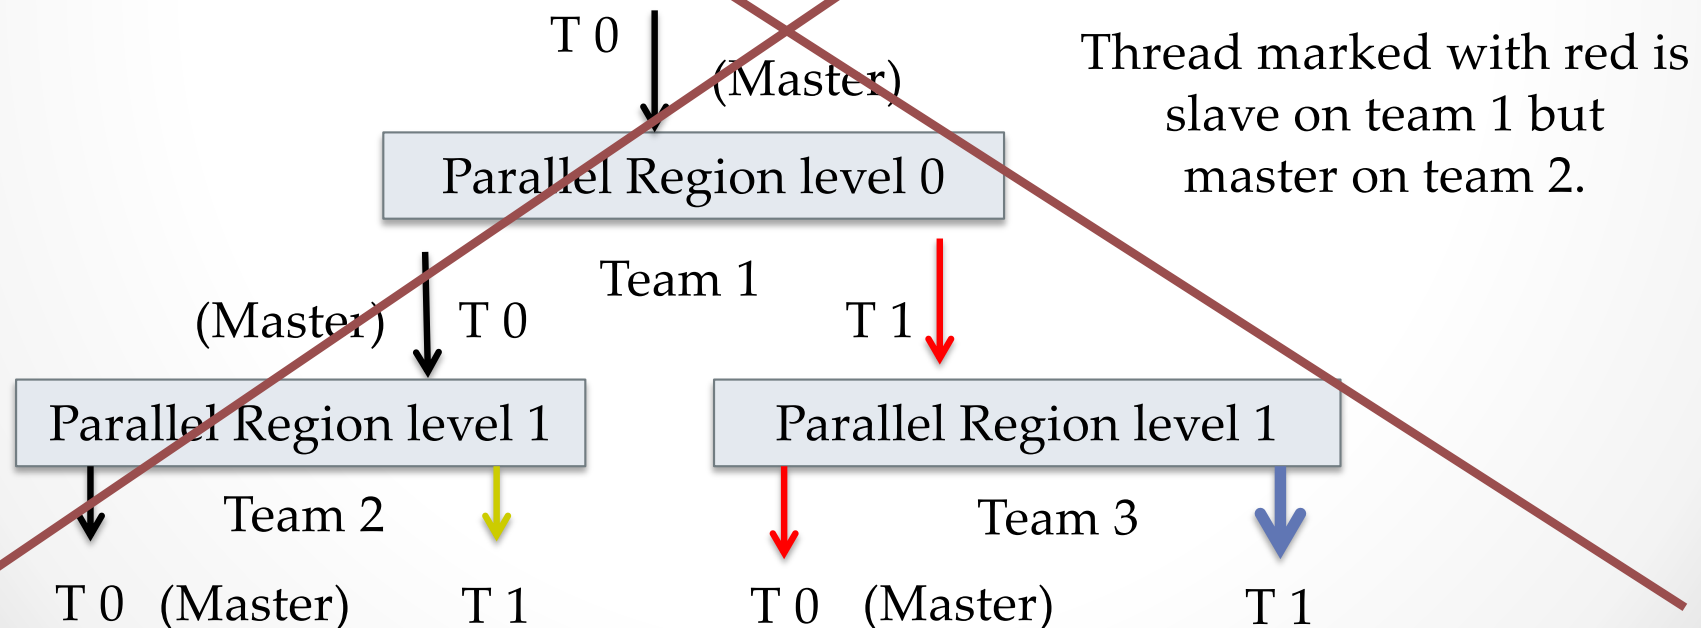 T 0
(Master)
Thread marked with red is
slave on team 1 but
master on team 2.
Parallel Region level 0
Team 1
(Master)
T 0
T 1
Parallel Region level 1
Parallel Region level 1
Team 2
Team 3
T 0 (Master)
T 1
T 0 (Master)
T 1